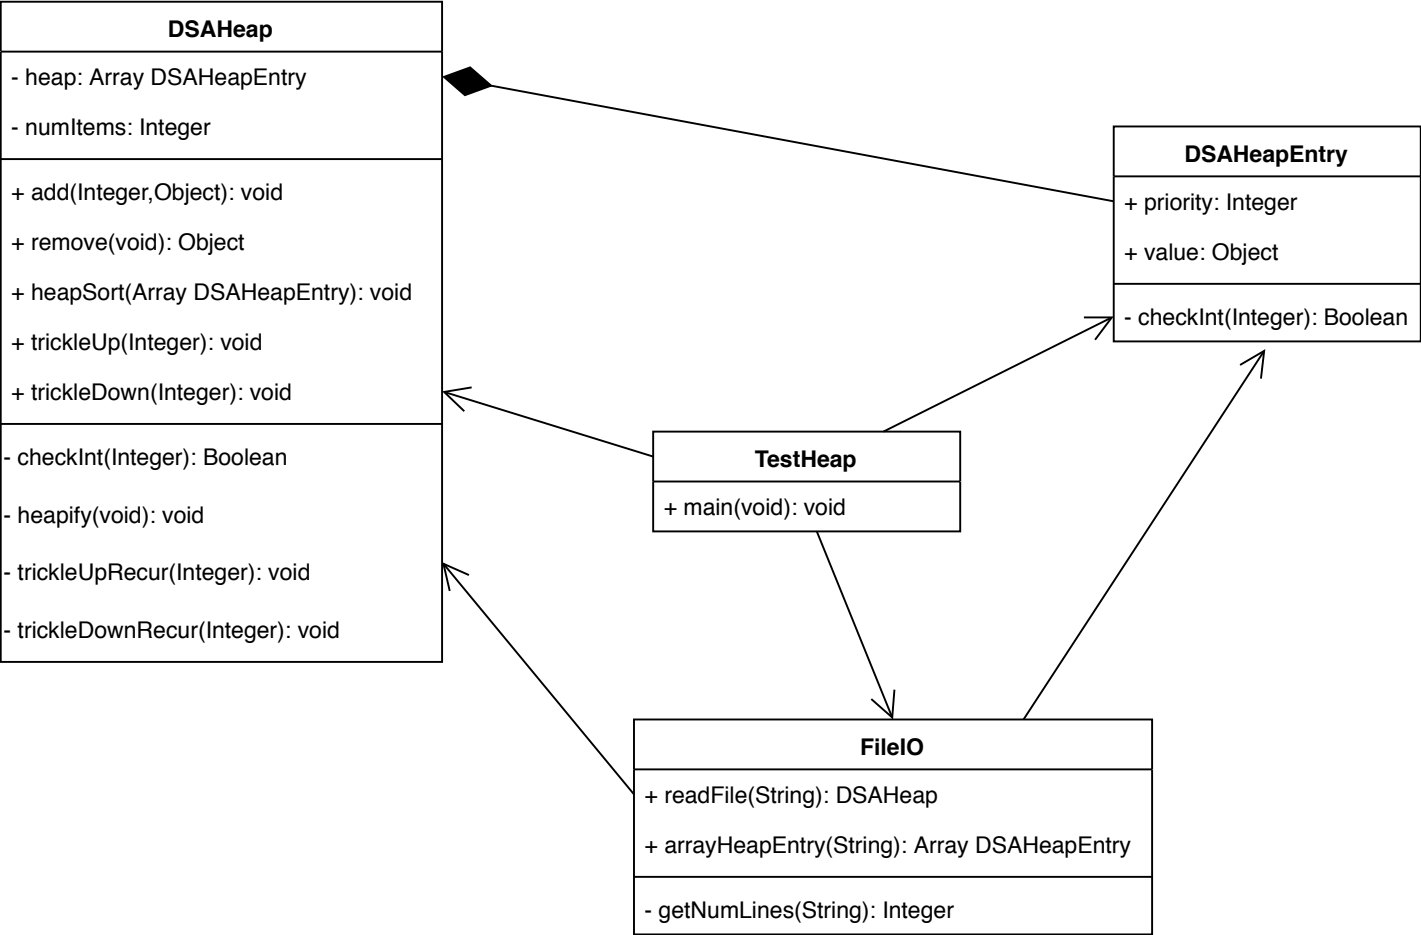 DSAHeap
- heap: Array DSAHeapEntry
- numItems: Integer
+ add(Integer,Object): void
+ remove(void): Object
+ heapSort(Array DSAHeapEntry): void
+ trickleUp(Integer): void
+ trickleDown(Integer): void
- checkInt(Integer): Boolean
- heapify(void): void
- trickleUpRecur(Integer): void
- trickleDownRecur(Integer): void
DSAHeapEntry
+ priority: Integer
+ value: Object
- checkInt(Integer): Boolean
TestHeap
+ main(void): void
FileIO
+ readFile(String): DSAHeap
+ arrayHeapEntry(String): Array DSAHeapEntry
- getNumLines(String): Integer